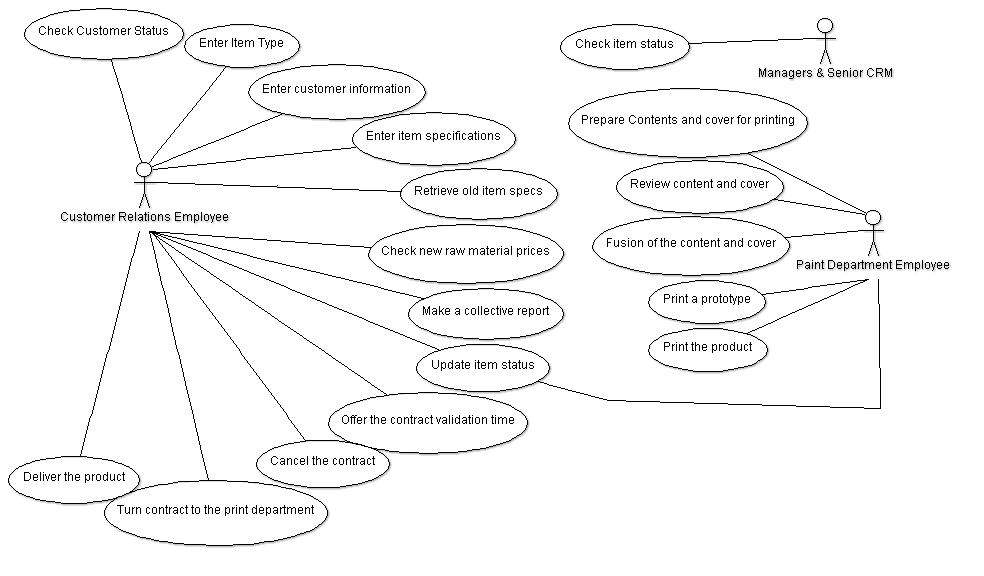 Check Customer Status
Enter Item Type
Enter customer information
Enter item specifications
Retrieve old item specs
Customer Relations Employee
Check new raw material prices
Make a collective report
Update item status
Offer the contract validation time
Cancel the contract
Deliver the product
Turn contract to the print department
Check item status
Managers & Senior CRM
Prepare Contents and cover for printing
Review content and cover
Fusion of the content and cover
Paint Department Employee
Print a prototype
Print the product